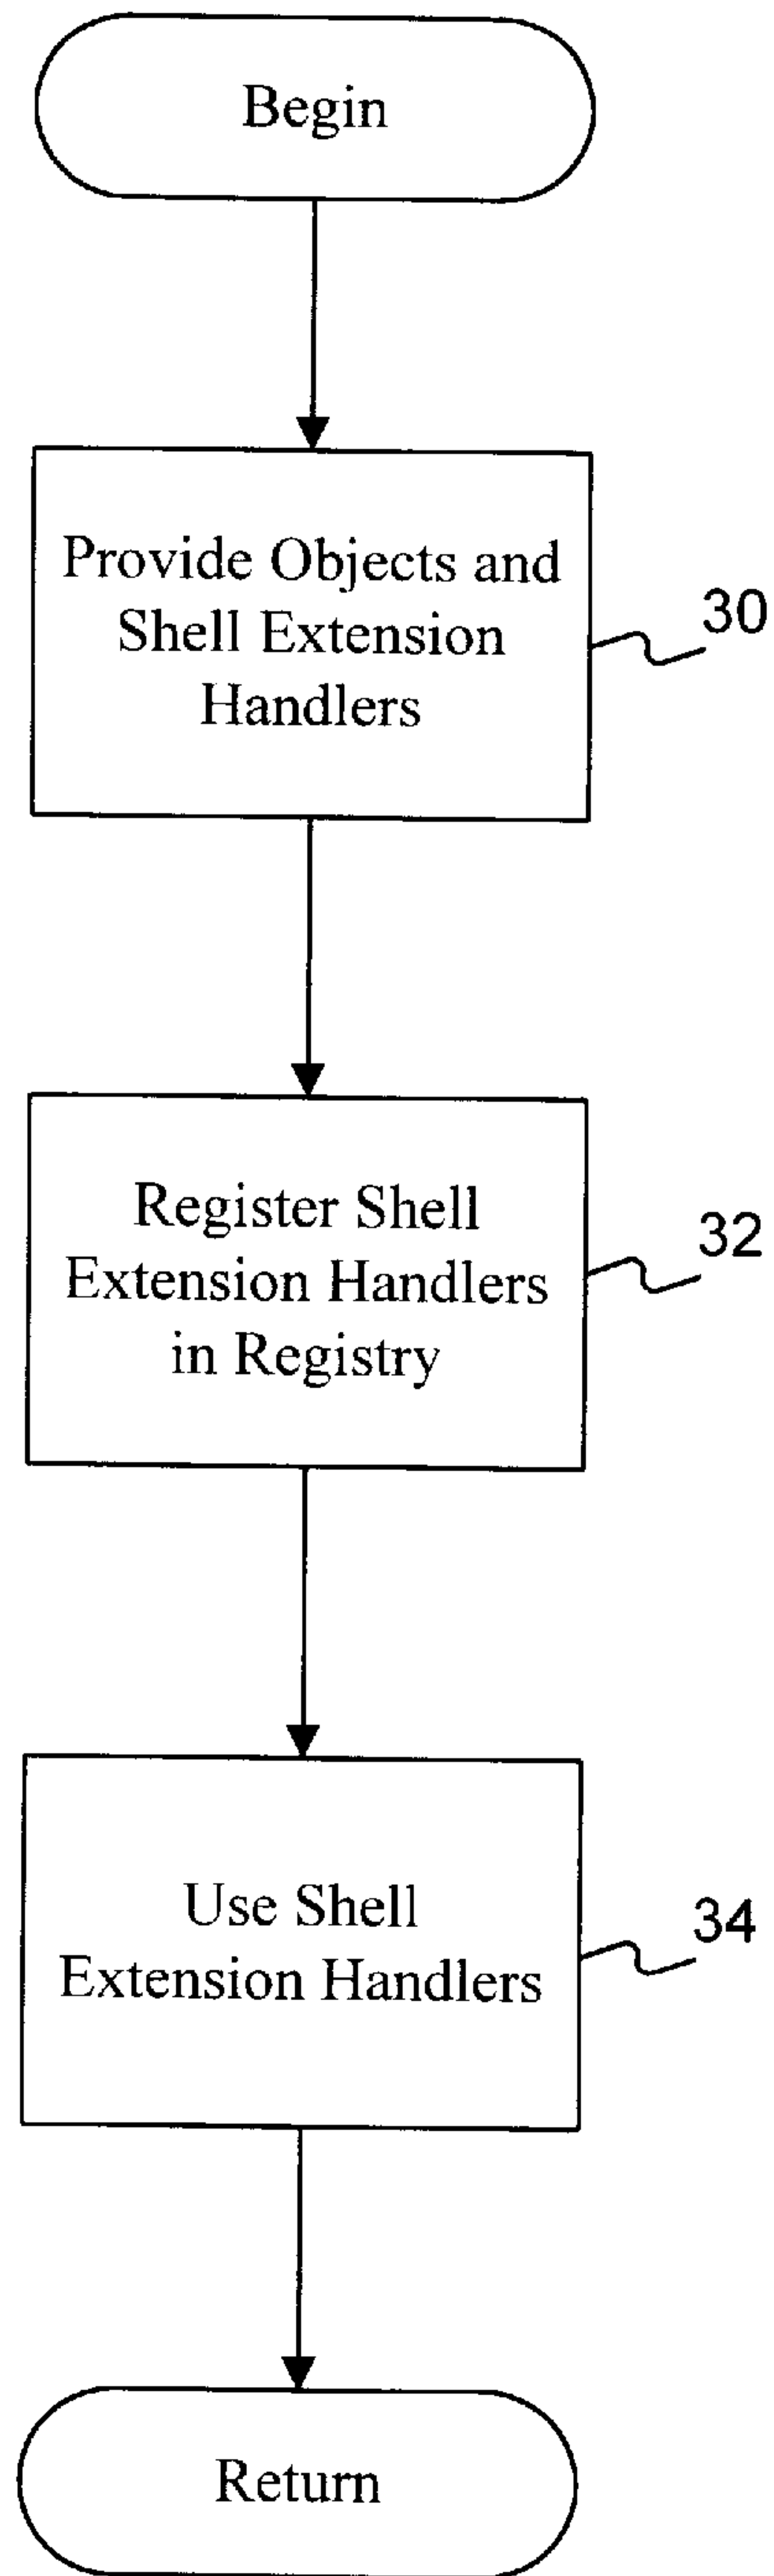 Begin
Provide Objects and
Shell Extension
Handlers
30
Register Shell
Extension Handlers
in Registry
32
Use Shell
Extension Handlers
34
Return